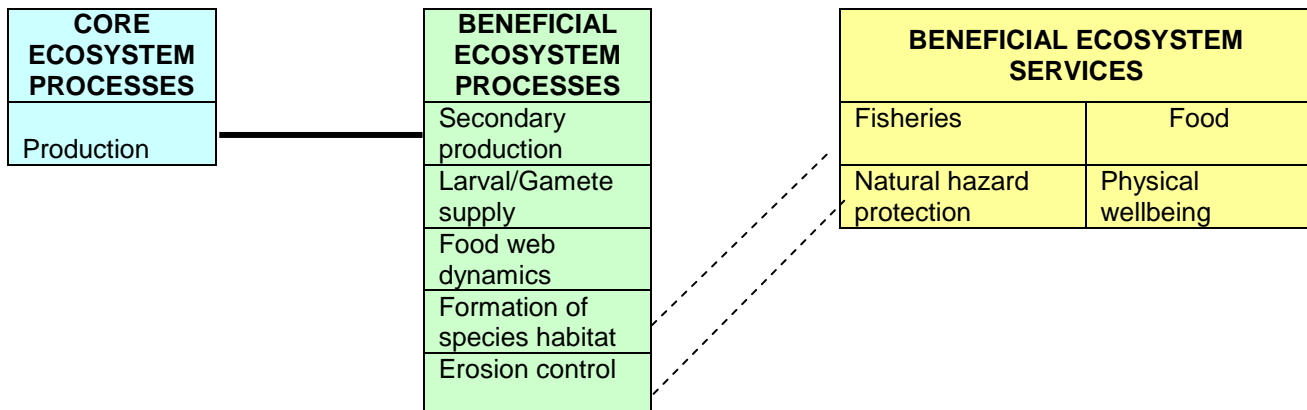 CORE
ECOSYSTEM
PROCESSES
Production
BENEFICIAL
ECOSYSTEM
PROCESSES
Secondary
production
Larval/Gamete
supply
Food web
dynamics
Formation of
species habitat
Erosion control
BENEFICIAL ECOSYSTEM
SERVICES
Fisheries
Food
Natural hazard
protection
Physical
wellbeing